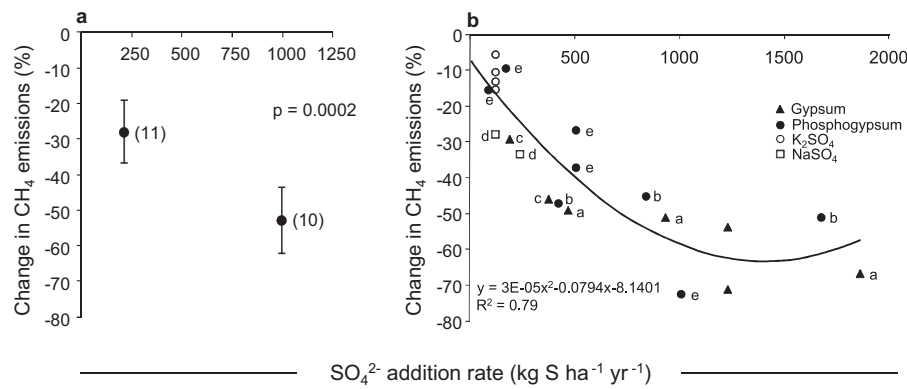 a
0 250 500 750 1000 1250
0
-10
-20
-30
-40
-50
-60
-70
-80
Change in CH₄ emissions (%)
p = 0.0002
(11)
(10)
b
500 1000 1500 2000
0
-10
-20
-30
-40
-50
-60
-70
-80
Change in CH₄ emissions (%)
Gypsum
Phosphogypsum
K₂SO₄
NaSO₄
e
e
d
c
d
e
e
c
b
a
b
a
b
a
e
y = 3E-05x²-0.0794x-8.1401
R² = 0.79
SO₄²⁻ addition rate (kg S ha⁻¹ yr⁻¹)